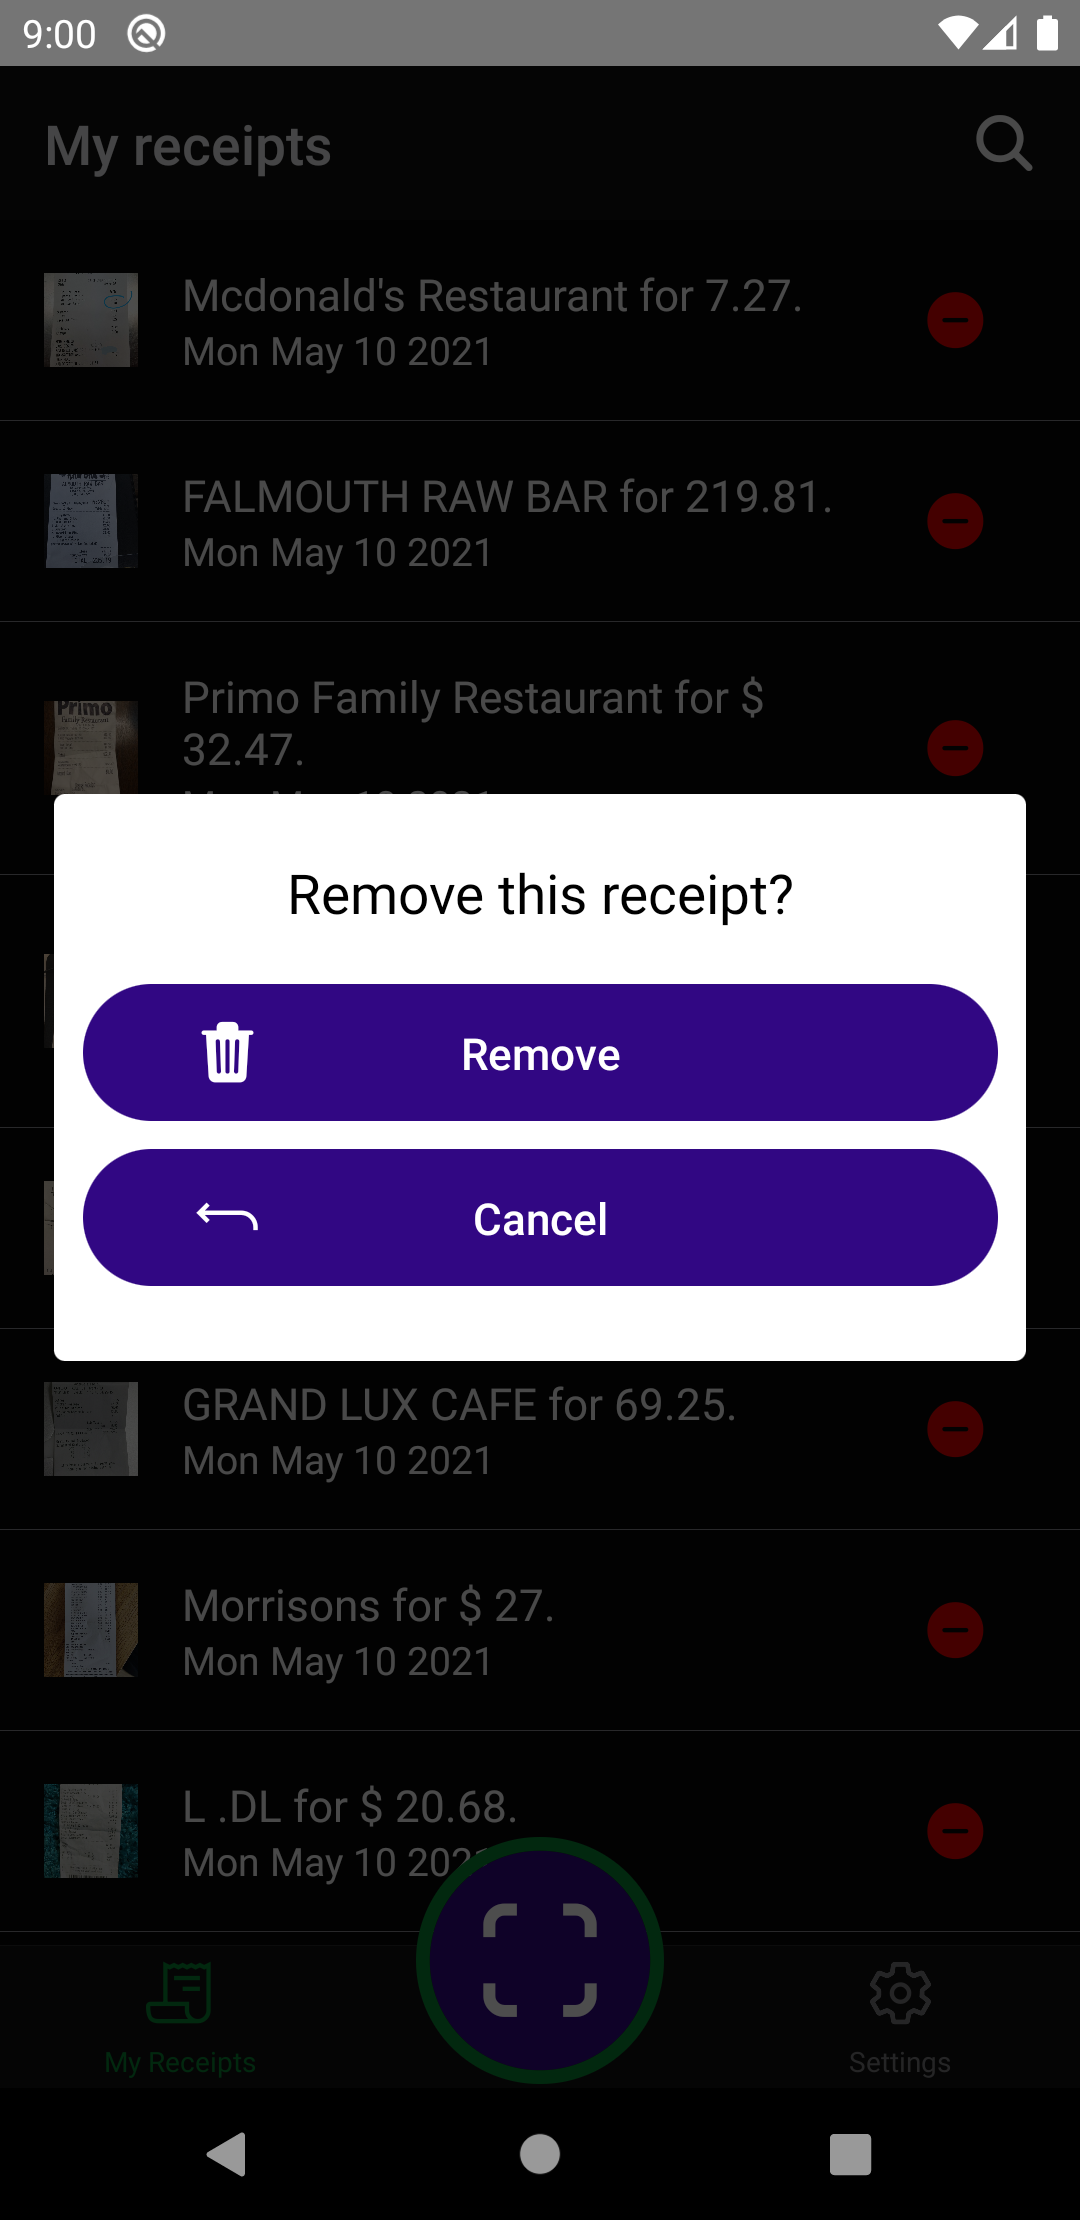 9:00
My receipts
Mcdonald's Restaurant for 7.27.
Mon May 10 2021
FALMOUTH RAW BAR for 219.81.
Mon May 10 2021
Primo Family Restaurant for $
32.47.
Remove this receipt?
Remove
Cancel
GRAND LUX CAFE for 69.25.
Mon May 10 2021
Morrisons for $ 27.
Mon May 10 2021
L .DL for $ 20.68.
Mon May 10 2021
My Receipts
Settings